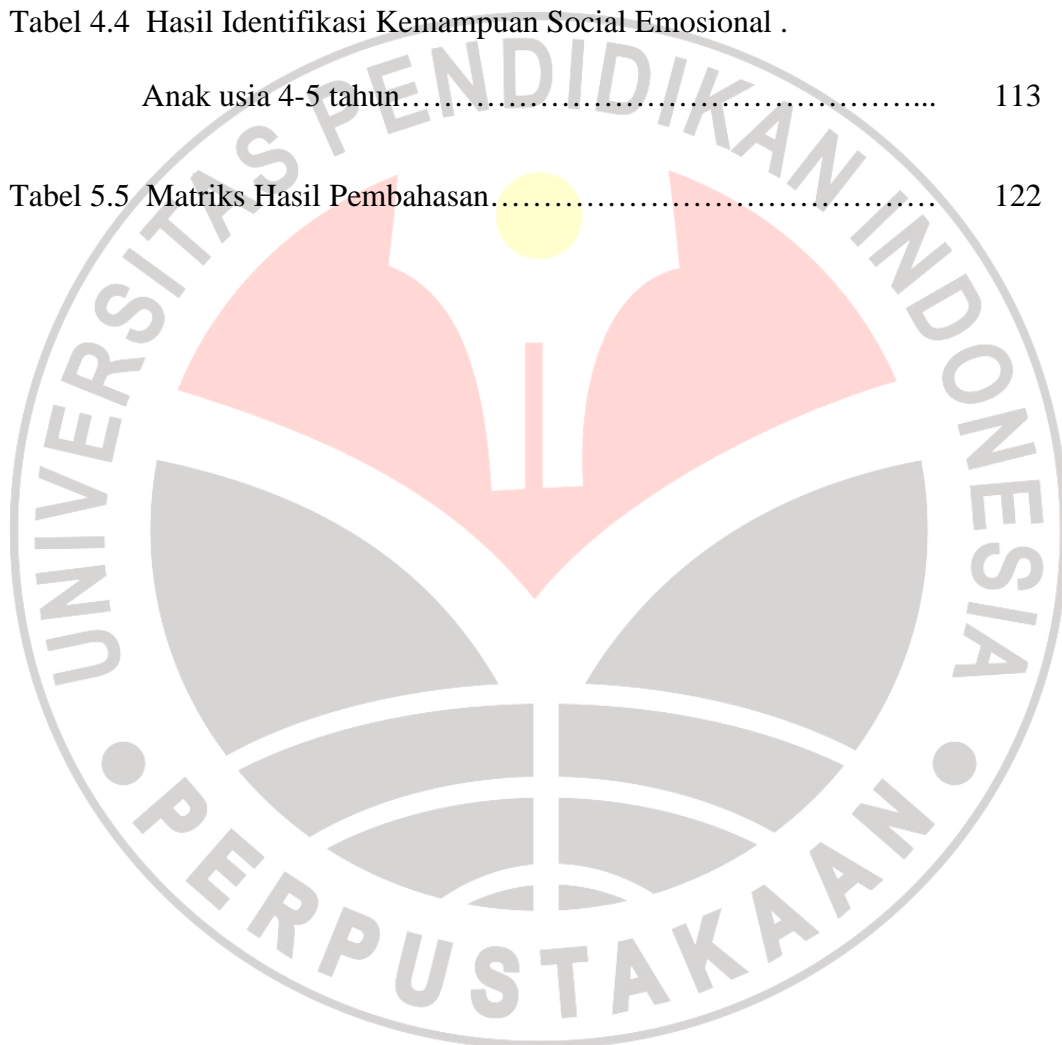 Tabel 4.4  Hasil Identifikasi Kemampuan Social Emosional .
Anak usia 4-5 tahun………………………………………….... 113
Tabel 5.5  Matriks Hasil Pembahasan…………………………………… 122
UNIVERSITAS PENDIDIKAN INDONESIA
PERPUSTAKAAN